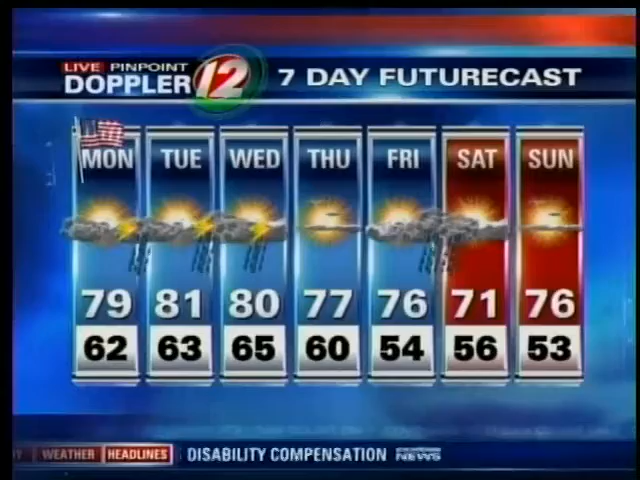 LIVE PINPOINT
DOPPLER 12
7 DAY FUTURECAST
MON TUE WED THU FRI SAT SUN
79 81 80 77 76 71 76
62 63 65 60 54 56 53
WEATHER HEADLINES DISABILITY COMPENSATION NEWS